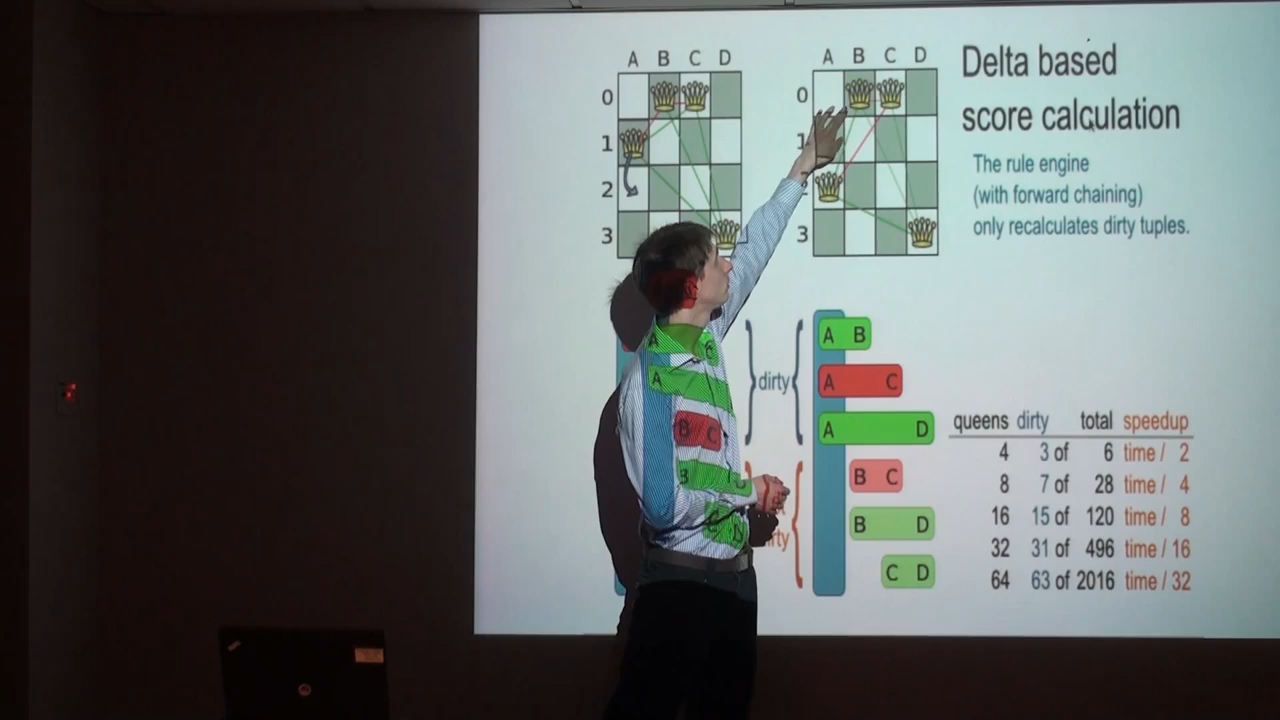 A B C D
A B C D
0
1
2
3
0
1
3
Delta based
score calculation
The rule engine
(with forward chaining)
only recalculates dirty tuples.
A C
A
B C
B
dirty
A B
A C
A D
B C
B D
C D
queens dirty total speedup
4 3 of 6 time / 2
8 7 of 28 time / 4
16 15 of 120 time / 8
32 31 of 496 time / 16
64 63 of 2016 time / 32